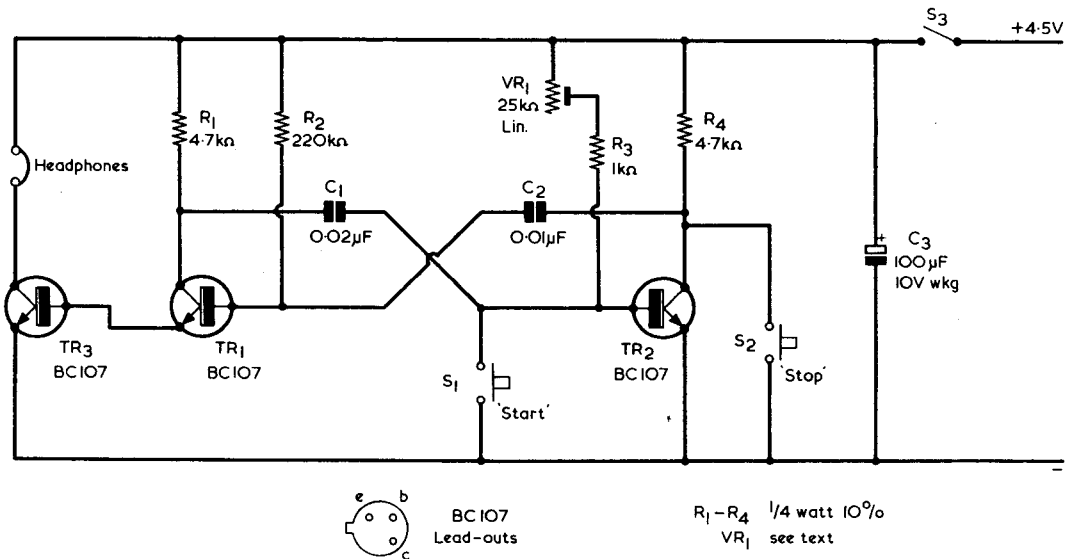 S3
+4·5V
VR1
25kΩ
Lin.
R1
4·7kΩ
R2
220kΩ
R3
1kΩ
R4
4·7kΩ
Headphones
C1
0·02µF
C2
0·01µF
+
C3
100µF
10V wkg
TR3
BC107
TR1
BC107
S1
'Start'
TR2
BC107
S2
'Stop'
−
e
b
c
BC107
Lead-outs
R1–R4 1/4 watt 10%
VR1 see text